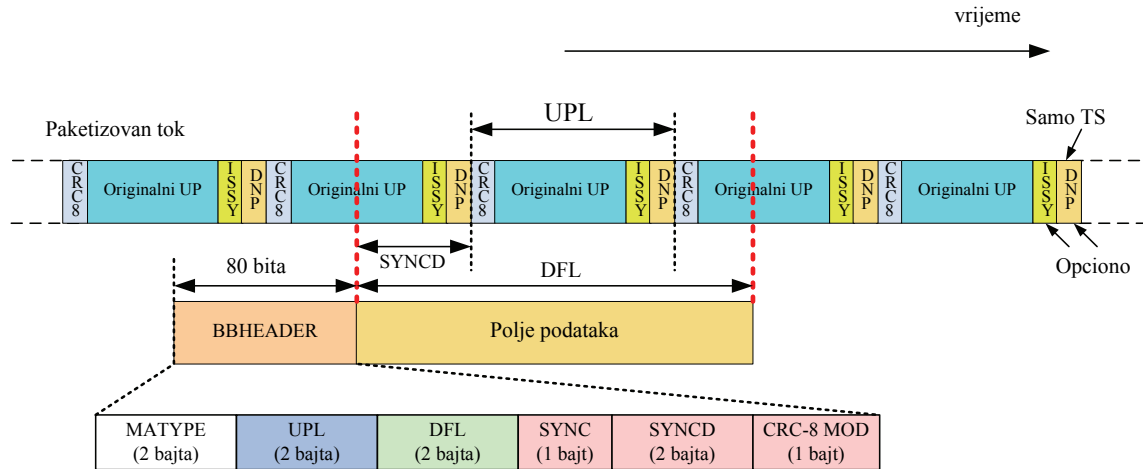 vrijeme
UPL
Paketizovan tok
Samo TS
CRC8 Originalni UP ISSY DNP CRC8 Originalni UP ISSY DNP CRC8 Originalni UP ISSY DNP CRC8 Originalni UP ISSY DNP CRC8 Originalni UP ISSY DNP
SYNCD
80 bita
DFL
Opciono
BBHEADER
Polje podataka
MATYPE
(2 bajta)
UPL
(2 bajta)
DFL
(2 bajta)
SYNC
(1 bajt)
SYNCD
(2 bajta)
CRC-8 MOD
(1 bajt)